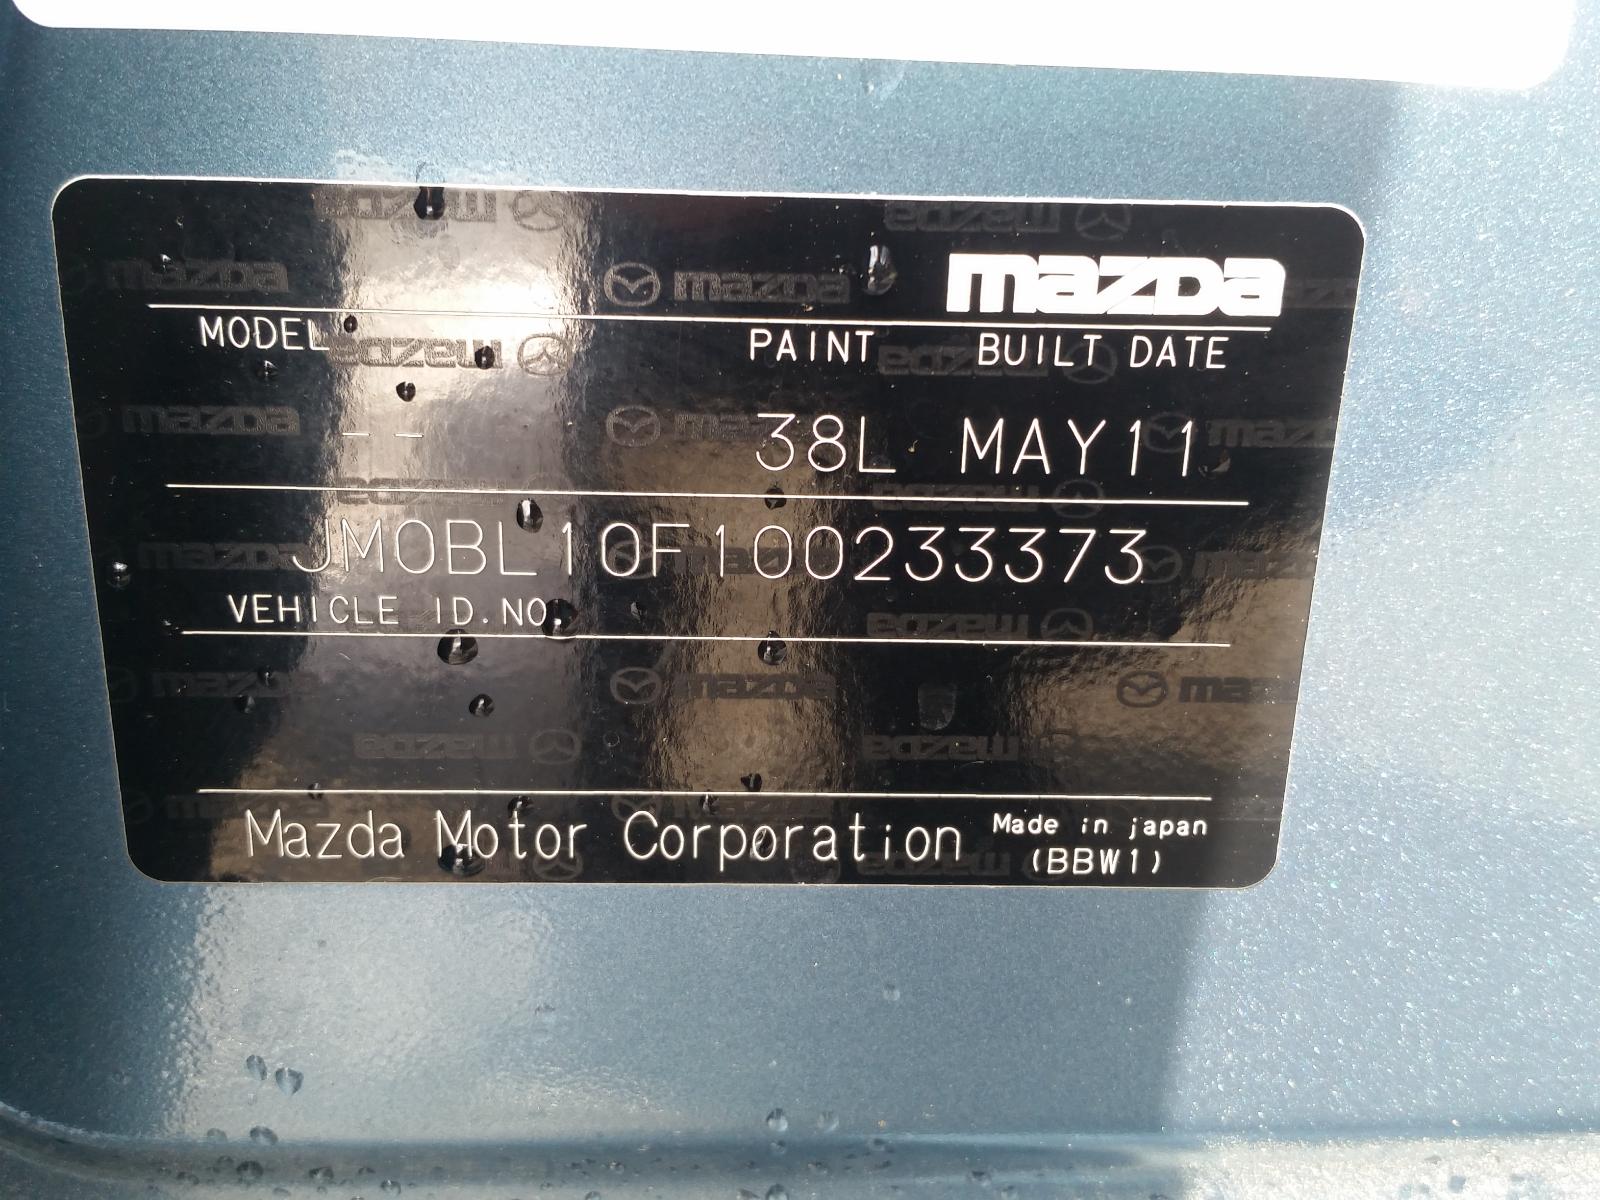 mazda
MODEL PAINT BUILT DATE
-- 38L MAY11
JM0BL10F100233373
VEHICLE ID.NO.
Mazda Motor Corporation Made in japan
(BBW1)